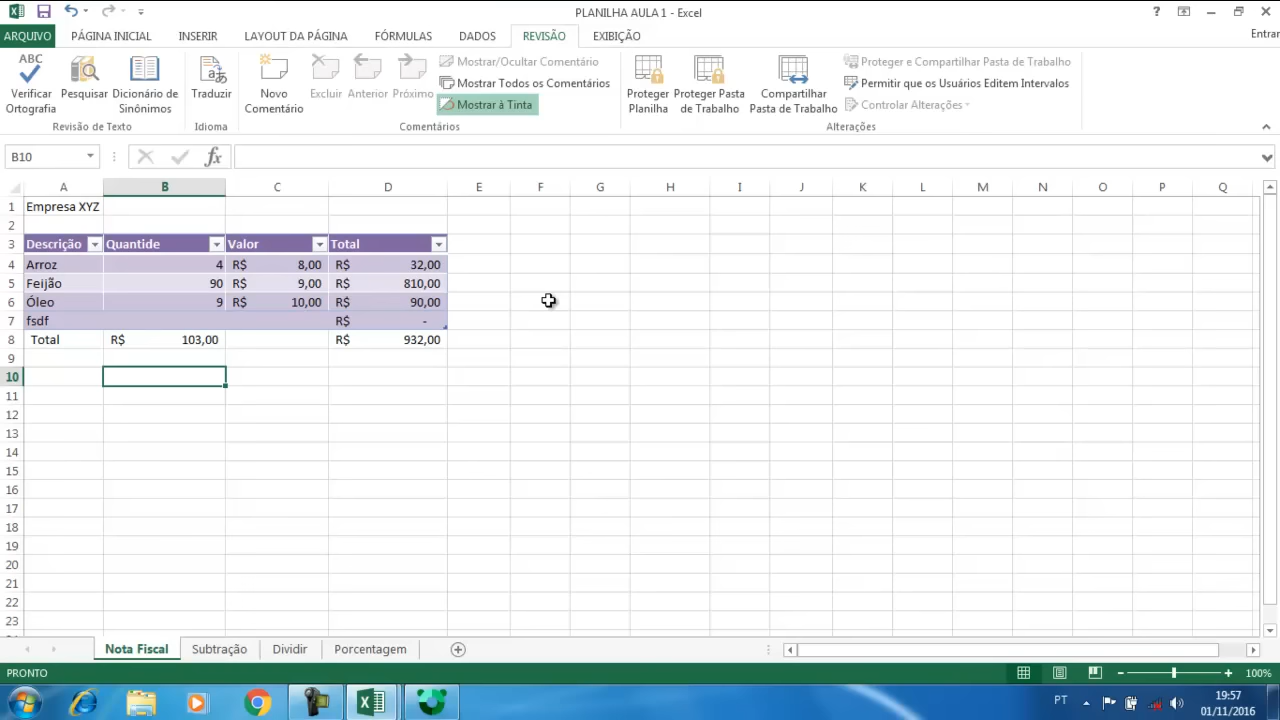 PLANILHA AULA 1 - Excel
?
ARQUIVO PÁGINA INICIAL INSERIR LAYOUT DA PÁGINA FÓRMULAS DADOS REVISÃO EXIBIÇÃO Entrar
ABC
Verificar Ortografia
Pesquisar
Dicionário de Sinônimos
Revisão de Texto
Traduzir
Idioma
Novo Comentário
Excluir
Anterior
Próximo
Mostrar/Ocultar Comentário
Mostrar Todos os Comentários
Mostrar à Tinta
Comentários
Proteger Planilha
Proteger Pasta de Trabalho
Compartilhar Pasta de Trabalho
Proteger e Compartilhar Pasta de Trabalho
Permitir que os Usuários Editem Intervalos
Controlar Alterações
Alterações
B10 fx
A B C D E F G H I J K L M N O P Q
1 Empresa XYZ
2
3 Descrição Quantide Valor Total
4 Arroz 4 R$ 8,00 R$ 32,00
5 Feijão 90 R$ 9,00 R$ 810,00
6 Óleo 9 R$ 10,00 R$ 90,00
7 fsdf R$ -
8 Total R$ 103,00 R$ 932,00
9
10
11
12
13
14
15
16
17
18
19
20
21
22
23
Nota Fiscal Subtração Dividir Porcentagem
PRONTO 100%
PT 19:57
01/11/2016